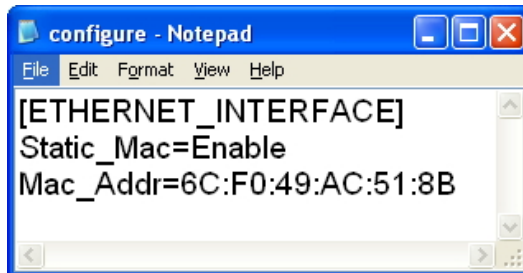 configure - Notepad
File Edit Format View Help
[ETHERNET_INTERFACE]
Static_Mac=Enable
Mac_Addr=6C:F0:49:AC:51:8B